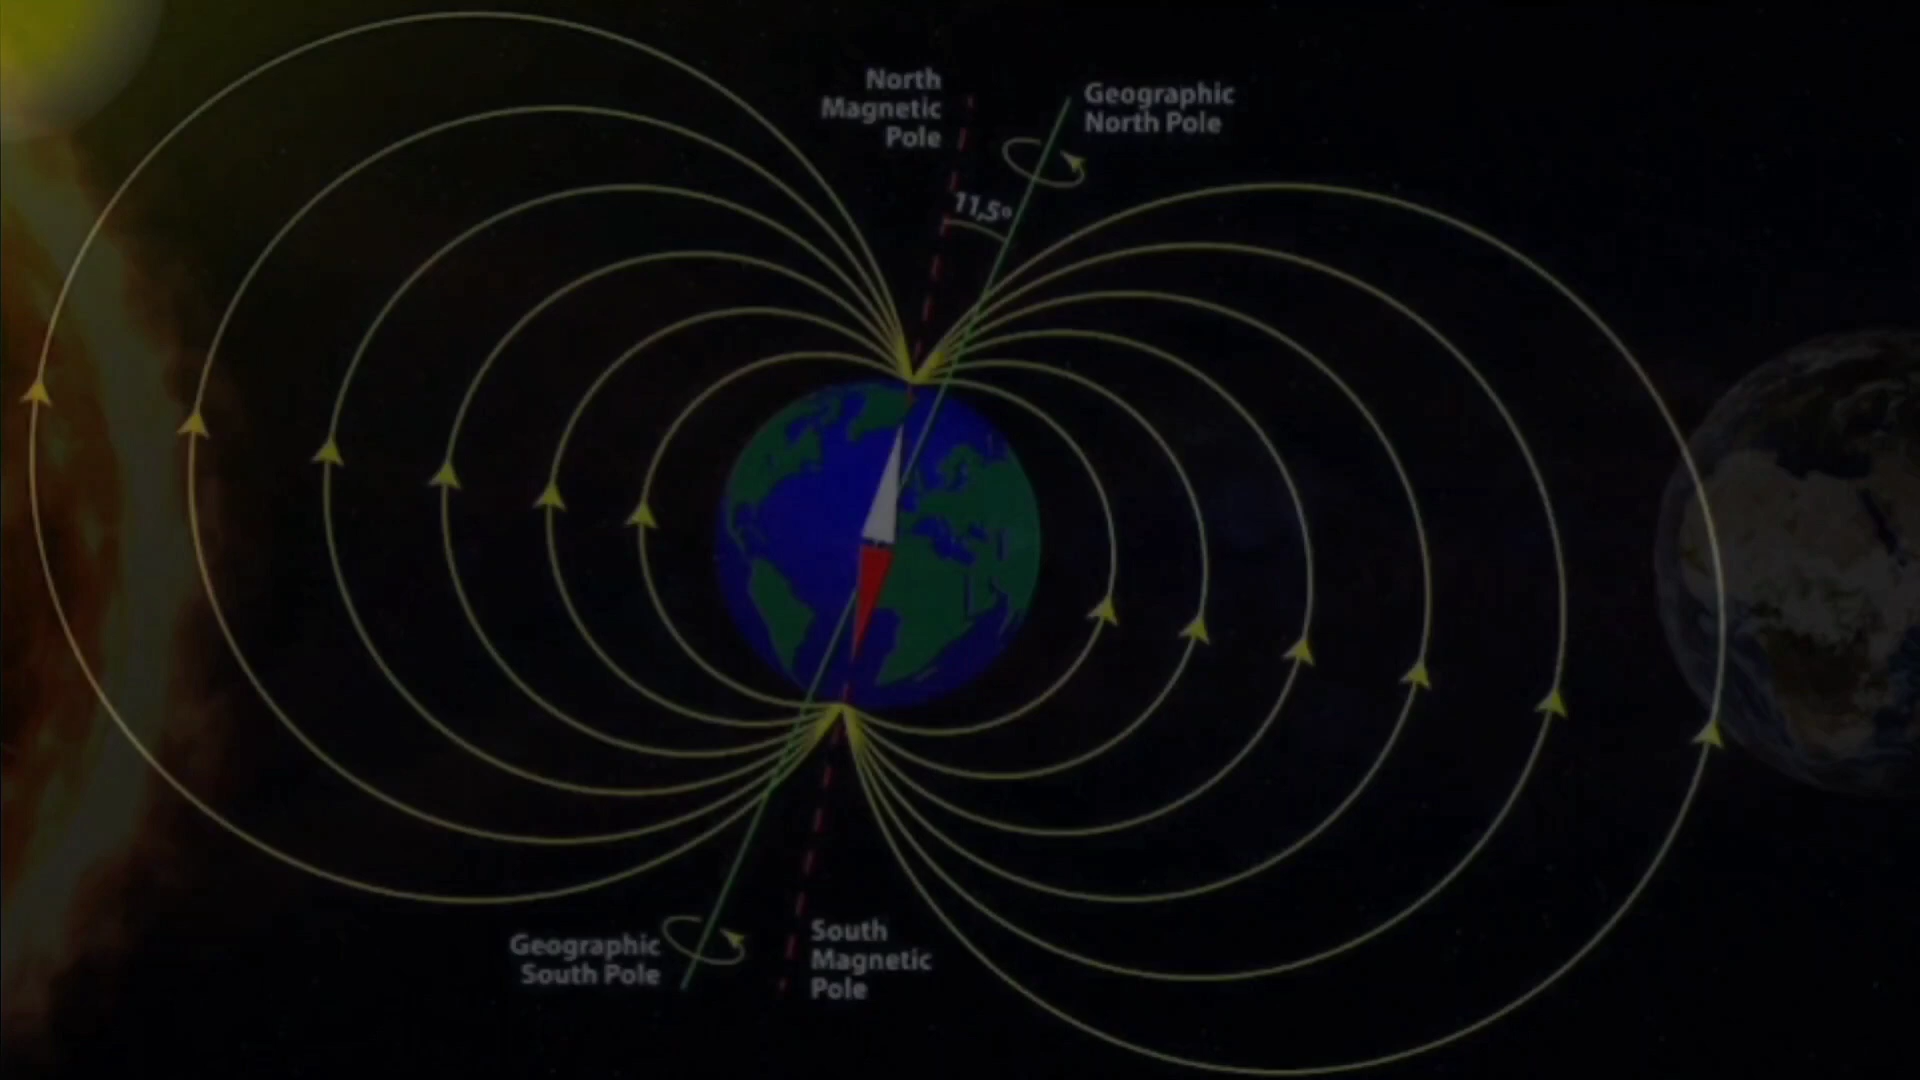 North
Magnetic
Pole
Geographic
North Pole
11,5°
Geographic
South Pole
South
Magnetic
Pole